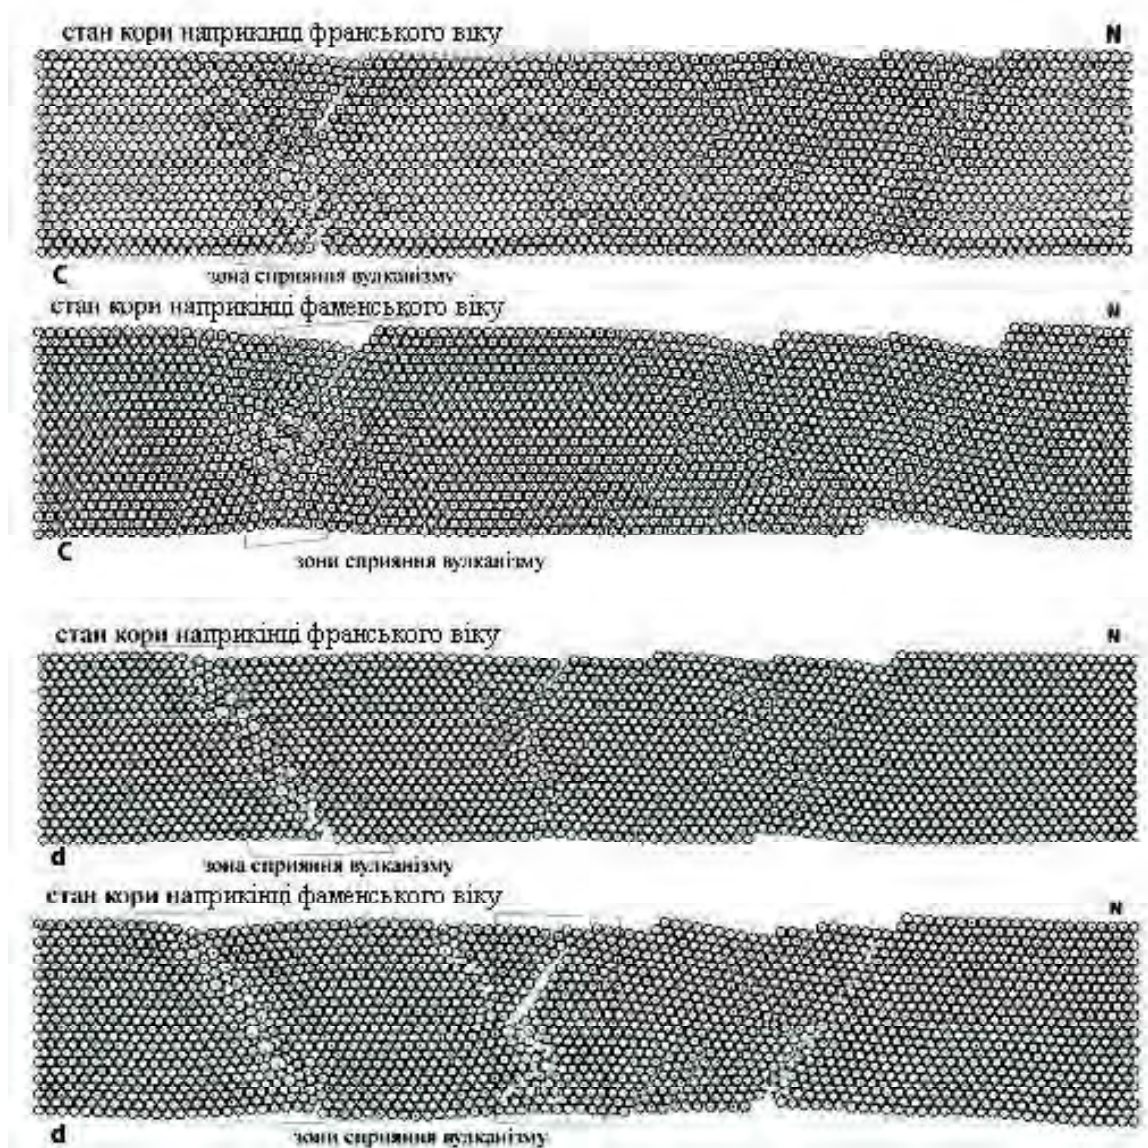 стан кори наприкінці франського віку
N
C
зона сприяння вулканізму
стан кори наприкінці фаменського віку
N
C
зони сприяння вулканізму
стан кори наприкінці франського віку
N
d
зона сприяння вулканізму
стан кори наприкінці фаменського віку
N
d
зони сприяння вулканізму